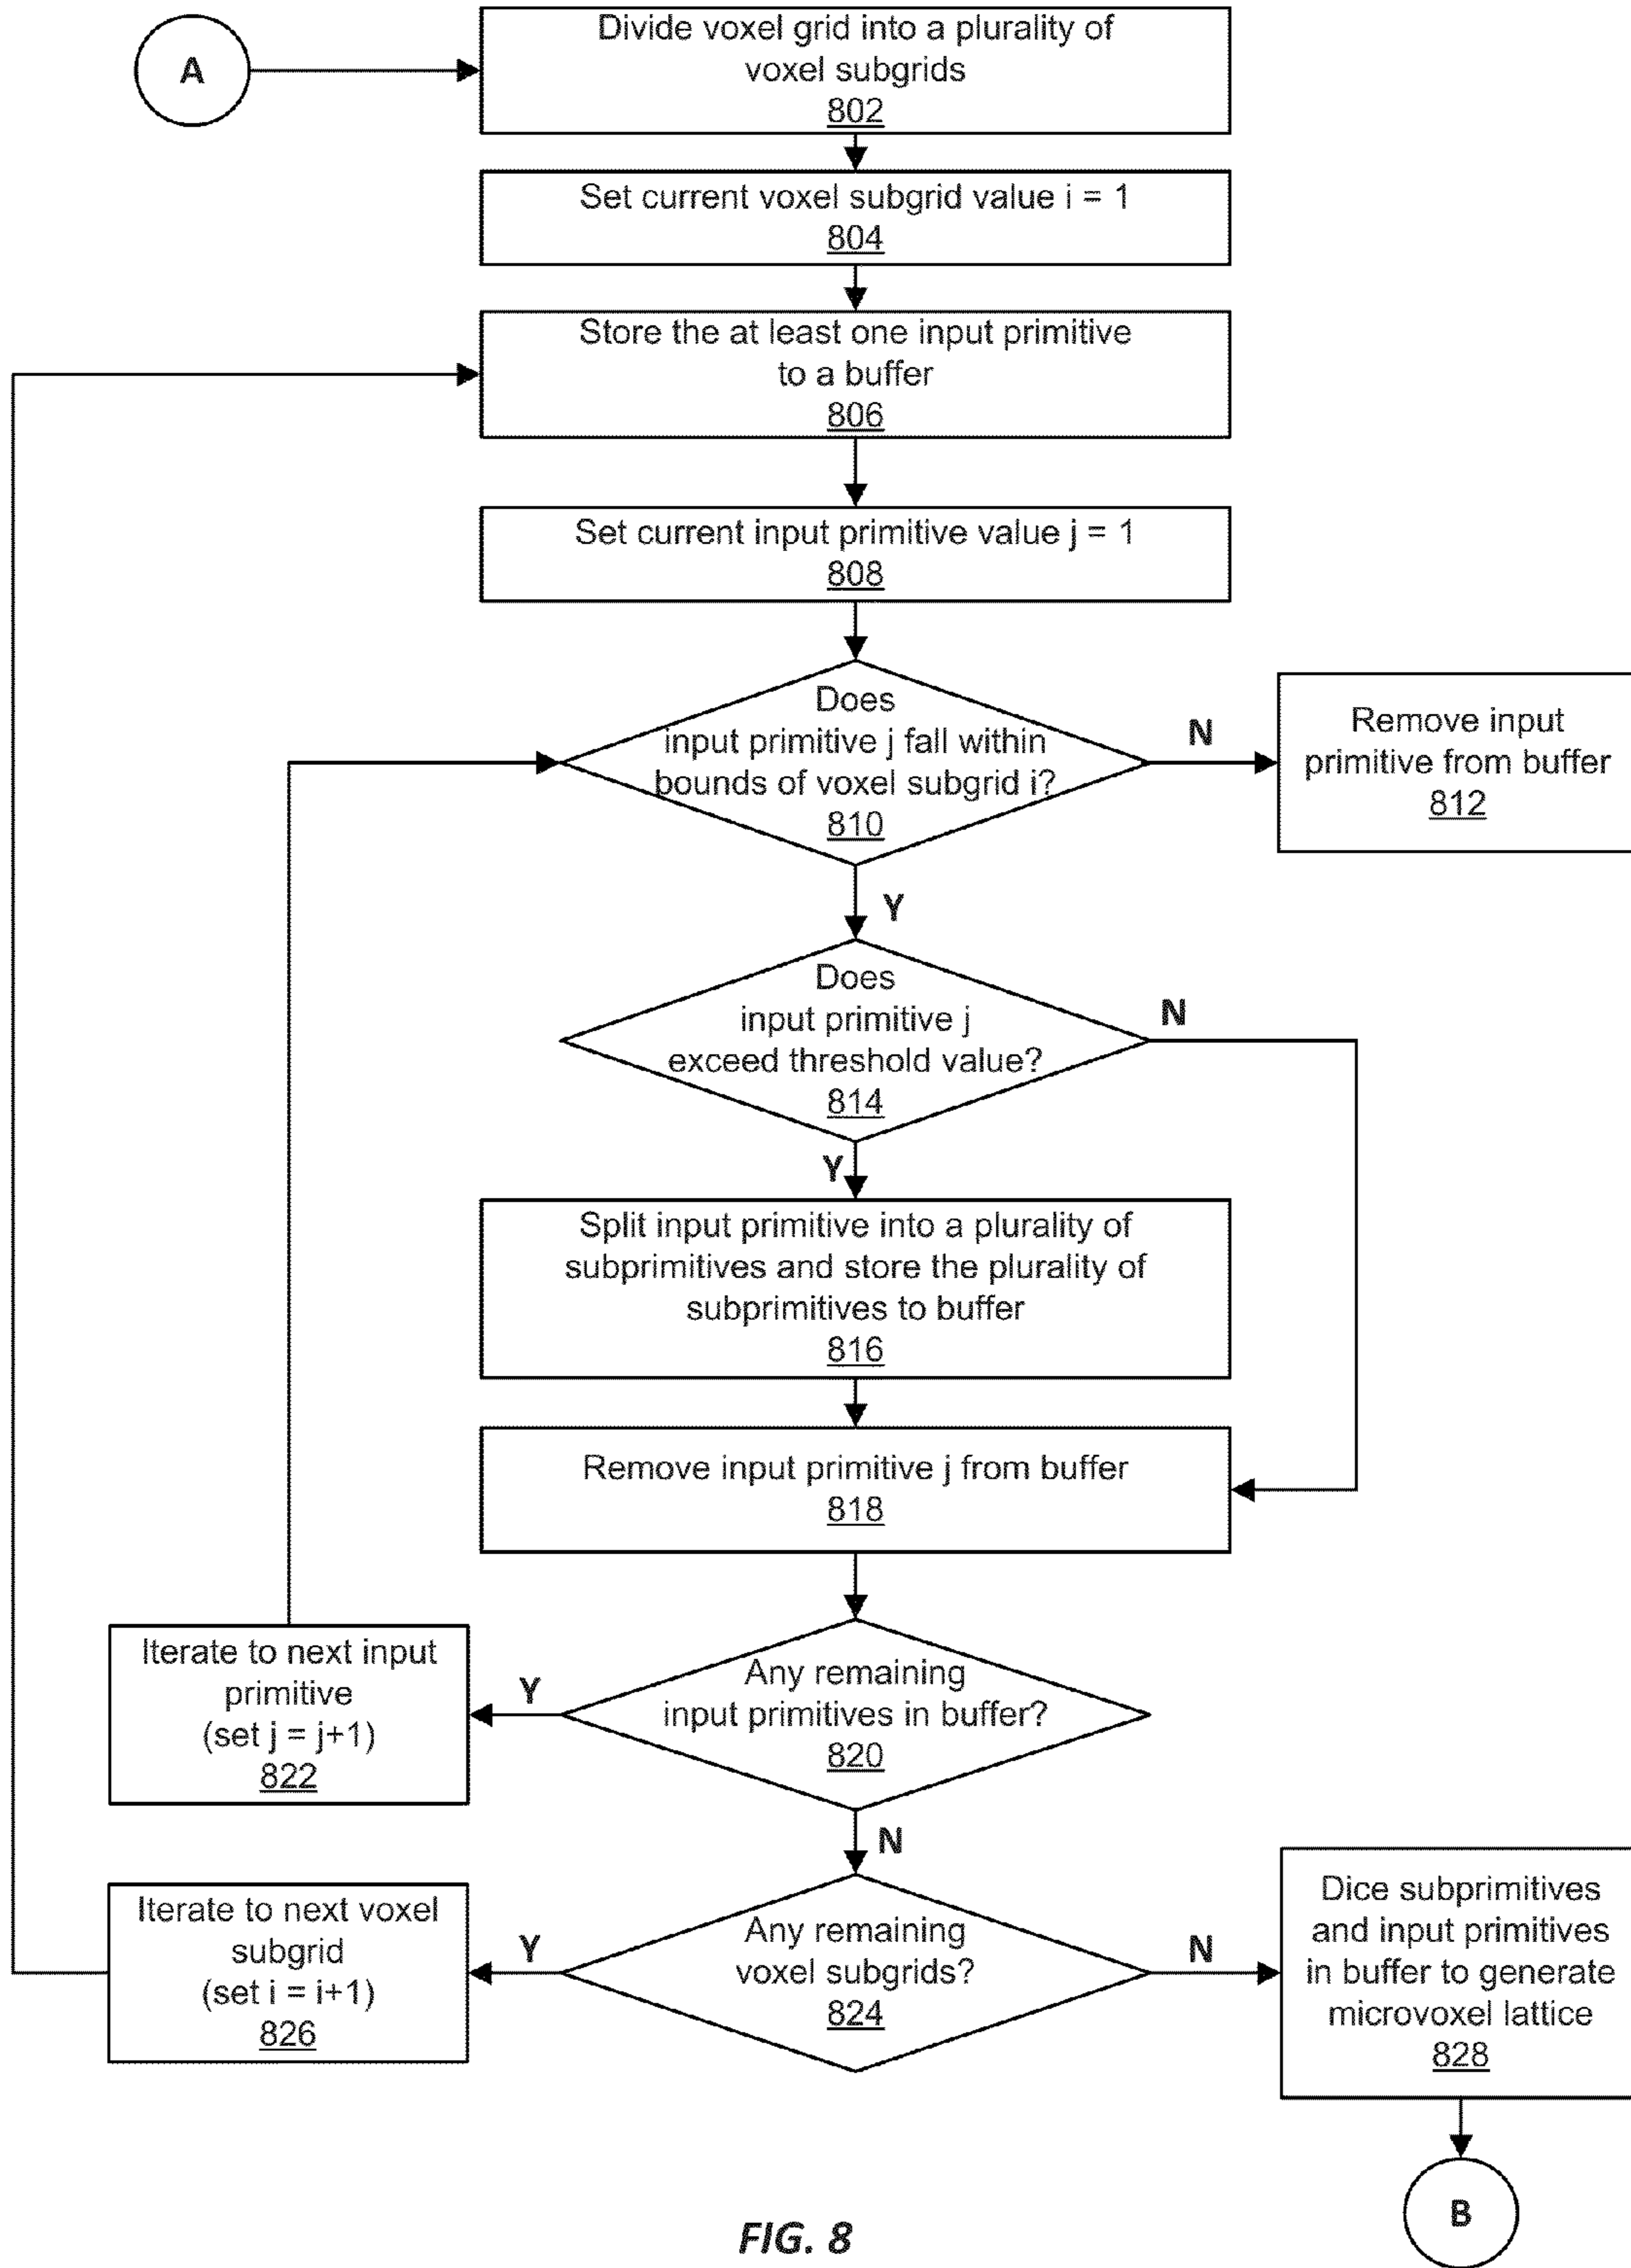 A
Divide voxel grid into a plurality of
voxel subgrids
802
Set current voxel subgrid value i = 1
804
Store the at least one input primitive
to a buffer
806
Set current input primitive value j = 1
808
Does
input primitive j fall within
bounds of voxel subgrid i?
810
N
Remove input
primitive from buffer
812
Y
Does
input primitive j
exceed threshold value?
814
N
Y
Split input primitive into a plurality of
subprimitives and store the plurality of
subprimitives to buffer
816
Remove input primitive j from buffer
818
Any remaining
input primitives in buffer?
820
Y
Iterate to next input
primitive
(set j = j+1)
822
N
Any remaining
voxel subgrids?
824
Y
Iterate to next voxel
subgrid
(set i = i+1)
826
N
Dice subprimitives
and input primitives
in buffer to generate
microvoxel lattice
828
B
FIG. 8